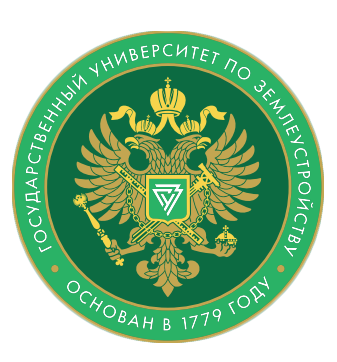 ГОСУДАРСТВЕННЫЙ УНИВЕРСИТЕТ ПО ЗЕМЛЕУСТРОЙСТВУ
ОСНОВАН В 1779 ГОДУ